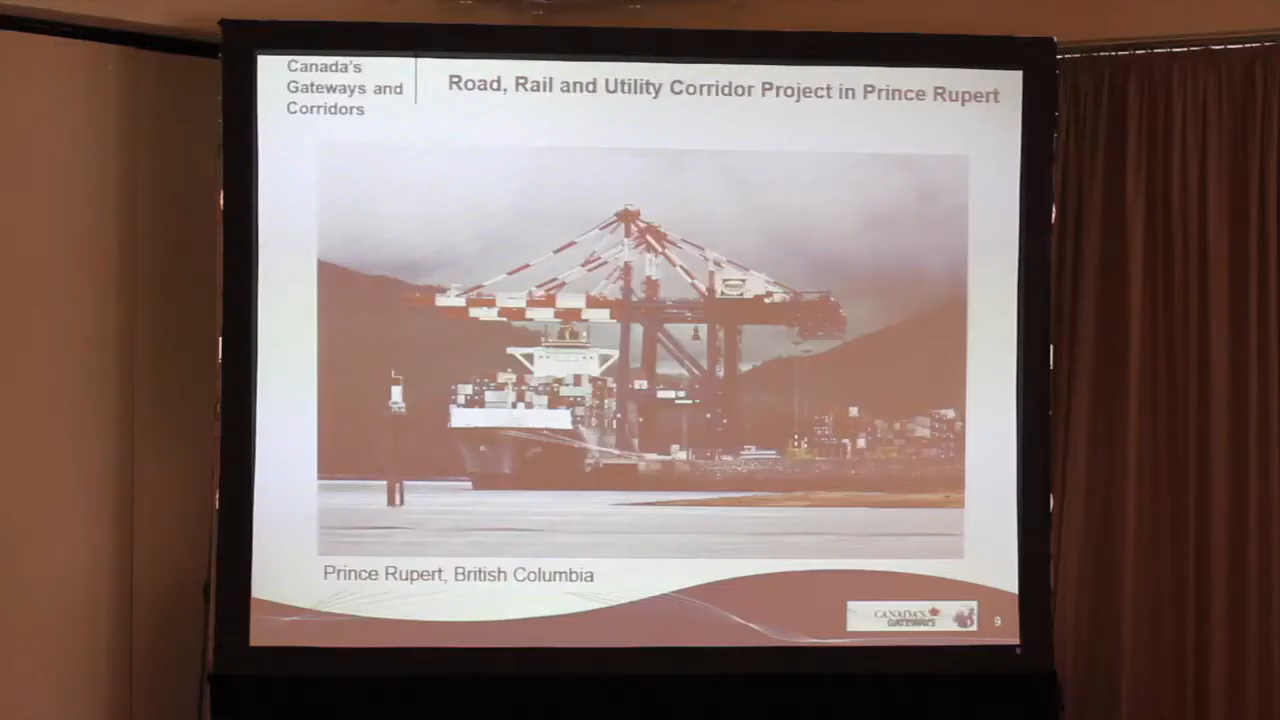 Canada's
Gateways and
Corridors
Road, Rail and Utility Corridor Project in Prince Rupert
Prince Rupert, British Columbia
CANADA'S
GATEWAYS
9